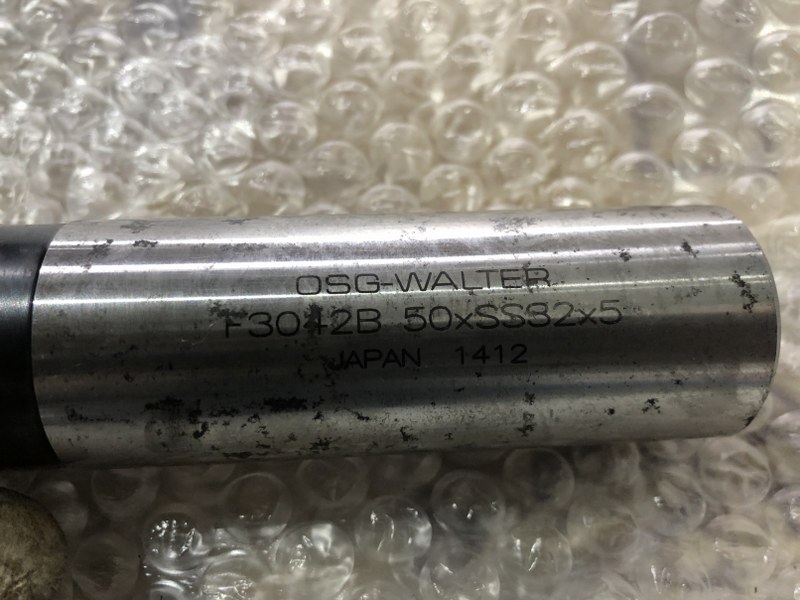 OSG-WALTER
F3042B 50xSS32x5
JAPAN 1412